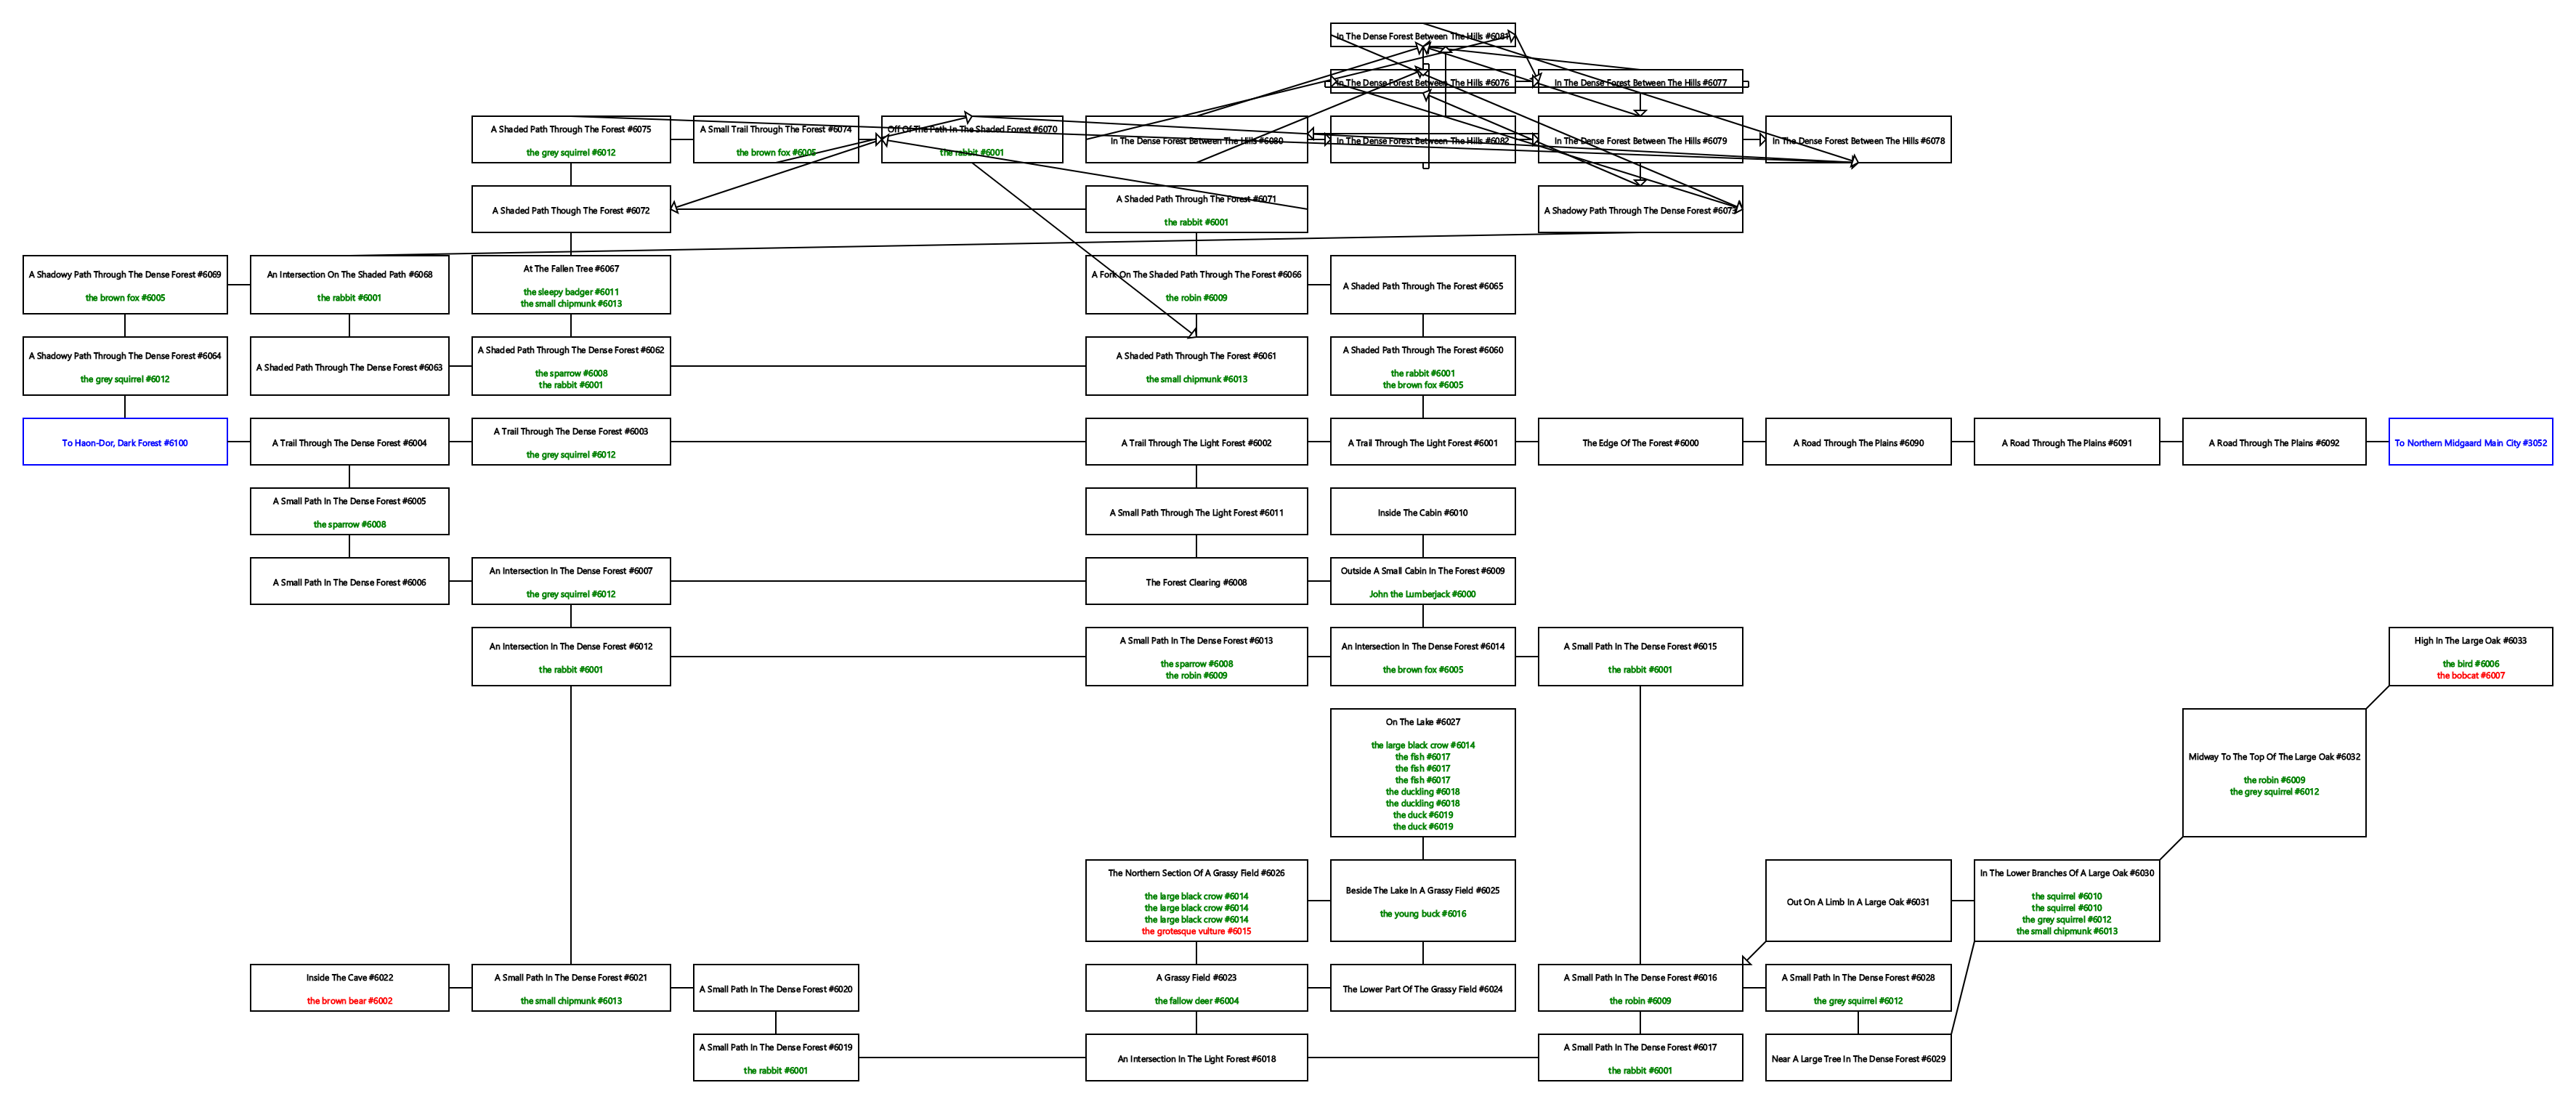 In The Dense Forest Between The Hills #6081
In The Dense Forest Between The Hills #6076
In The Dense Forest Between The Hills #6077
A Shaded Path Through The Forest #6075
the grey squirrel #6012
A Small Trail Through The Forest #6074
the brown fox #6005
Off Of The Path In The Shaded Forest #6070
the rabbit #6001
In The Dense Forest Between The Hills #6080
In The Dense Forest Between The Hills #6082
In The Dense Forest Between The Hills #6079
In The Dense Forest Between The Hills #6078
A Shaded Path Though The Forest #6072
A Shaded Path Through The Forest #6071
the rabbit #6001
A Shadowy Path Through The Dense Forest #6073
A Shadowy Path Through The Dense Forest #6069
the brown fox #6005
An Intersection On The Shaded Path #6068
the rabbit #6001
At The Fallen Tree #6067
the sleepy badger #6011
the small chipmunk #6013
A Fork On The Shaded Path Through The Forest #6066
the robin #6009
A Shaded Path Through The Forest #6065
A Shadowy Path Through The Dense Forest #6064
the grey squirrel #6012
A Shaded Path Through The Dense Forest #6063
A Shaded Path Through The Dense Forest #6062
the sparrow #6008
the rabbit #6001
A Shaded Path Through The Forest #6061
the small chipmunk #6013
A Shaded Path Through The Forest #6060
the rabbit #6001
the brown fox #6005
To Haon-Dor, Dark Forest #6100
A Trail Through The Dense Forest #6004
A Trail Through The Dense Forest #6003
the grey squirrel #6012
A Trail Through The Light Forest #6002
A Trail Through The Light Forest #6001
The Edge Of The Forest #6000
A Road Through The Plains #6090
A Road Through The Plains #6091
A Road Through The Plains #6092
To Northern Midgaard Main City #3052
A Small Path In The Dense Forest #6005
the sparrow #6008
A Small Path Through The Light Forest #6011
Inside The Cabin #6010
A Small Path In The Dense Forest #6006
An Intersection In The Dense Forest #6007
the grey squirrel #6012
The Forest Clearing #6008
Outside A Small Cabin In The Forest #6009
John the Lumberjack #6000
An Intersection In The Dense Forest #6012
the rabbit #6001
A Small Path In The Dense Forest #6013
the sparrow #6008
the robin #6009
An Intersection In The Dense Forest #6014
the brown fox #6005
A Small Path In The Dense Forest #6015
the rabbit #6001
High In The Large Oak #6033
the bird #6006
the bobcat #6007
On The Lake #6027
the large black crow #6014
the fish #6017
the fish #6017
the fish #6017
the duckling #6018
the duckling #6018
the duck #6019
the duck #6019
Midway To The Top Of The Large Oak #6032
the robin #6009
the grey squirrel #6012
The Northern Section Of A Grassy Field #6026
the large black crow #6014
the large black crow #6014
the large black crow #6014
the grotesque vulture #6015
Beside The Lake In A Grassy Field #6025
the young buck #6016
Out On A Limb In A Large Oak #6031
In The Lower Branches Of A Large Oak #6030
the squirrel #6010
the squirrel #6010
the grey squirrel #6012
the small chipmunk #6013
Inside The Cave #6022
the brown bear #6002
A Small Path In The Dense Forest #6021
the small chipmunk #6013
A Small Path In The Dense Forest #6020
A Grassy Field #6023
the fallow deer #6004
The Lower Part Of The Grassy Field #6024
A Small Path In The Dense Forest #6016
the robin #6009
A Small Path In The Dense Forest #6028
the grey squirrel #6012
A Small Path In The Dense Forest #6019
the rabbit #6001
An Intersection In The Light Forest #6018
A Small Path In The Dense Forest #6017
the rabbit #6001
Near A Large Tree In The Dense Forest #6029